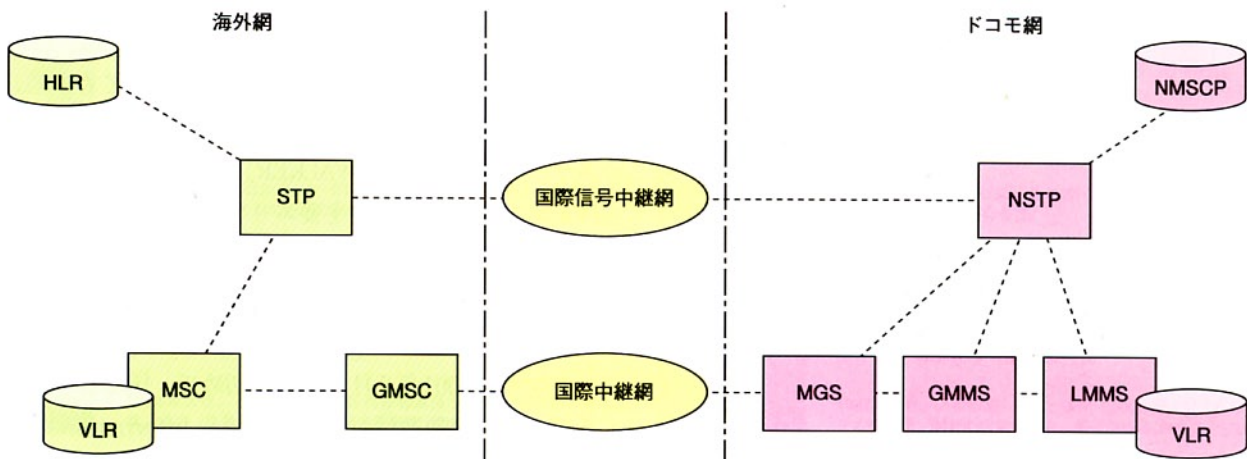 海外網
ドコモ網
HLR
NMSCP
STP
国際信号中継網
NSTP
MSC
GMSC
国際中継網
MGS
GMMS
LMMS
VLR
VLR